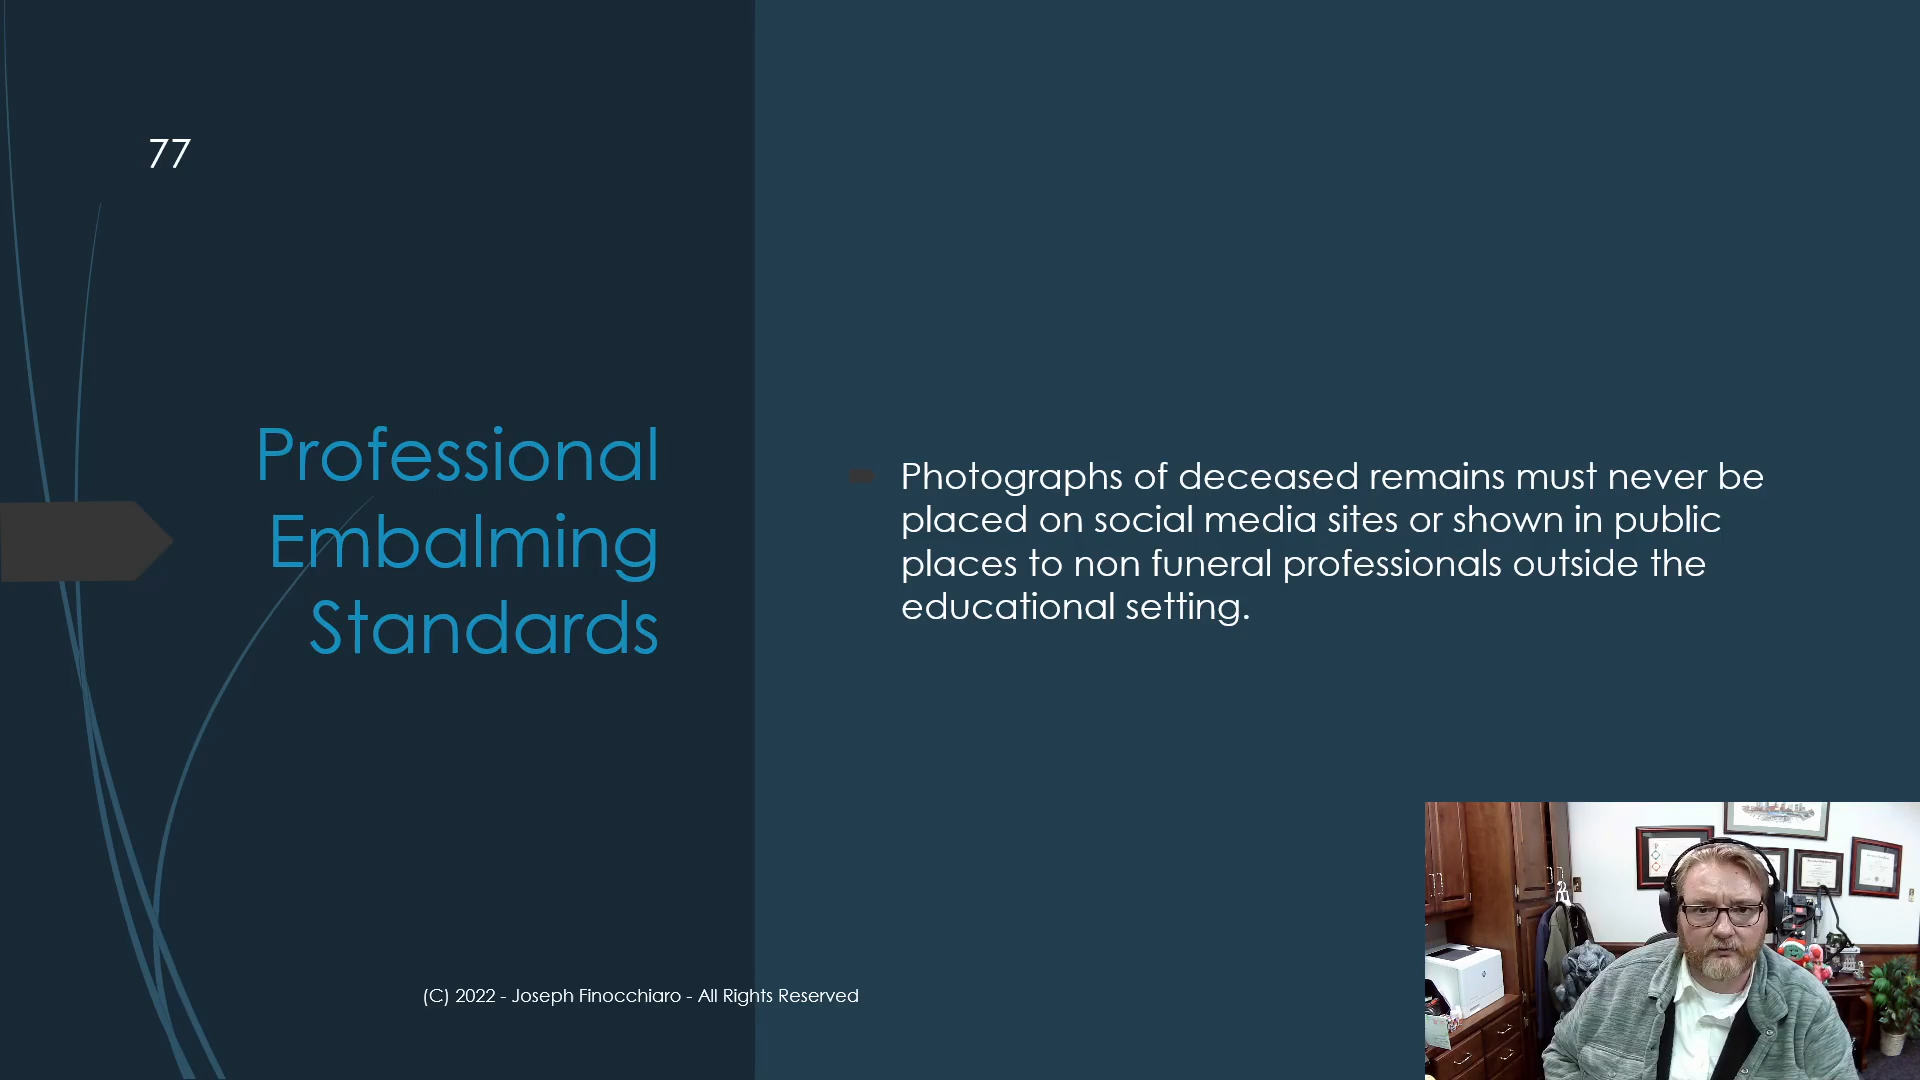 77
Professional
Embalming
Standards
Photographs of deceased remains must never be
placed on social media sites or shown in public
places to non funeral professionals outside the
educational setting.
(C) 2022 - Joseph Finocchiaro - All Rights Reserved